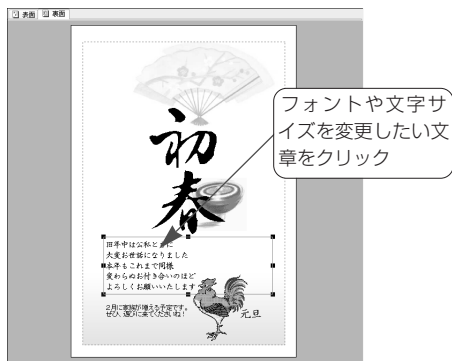 表面 裏面
フォントや文字サ
イズを変更したい文
章をクリック
初
春
旧年中は公私ともに
大変お世話になりました
本年もこれまで同様
変わらぬお付き合いのほど
よろしくお願いいたします
2月に家族が増える予定です。
ぜひ、遊びに来てくださいね！
元旦